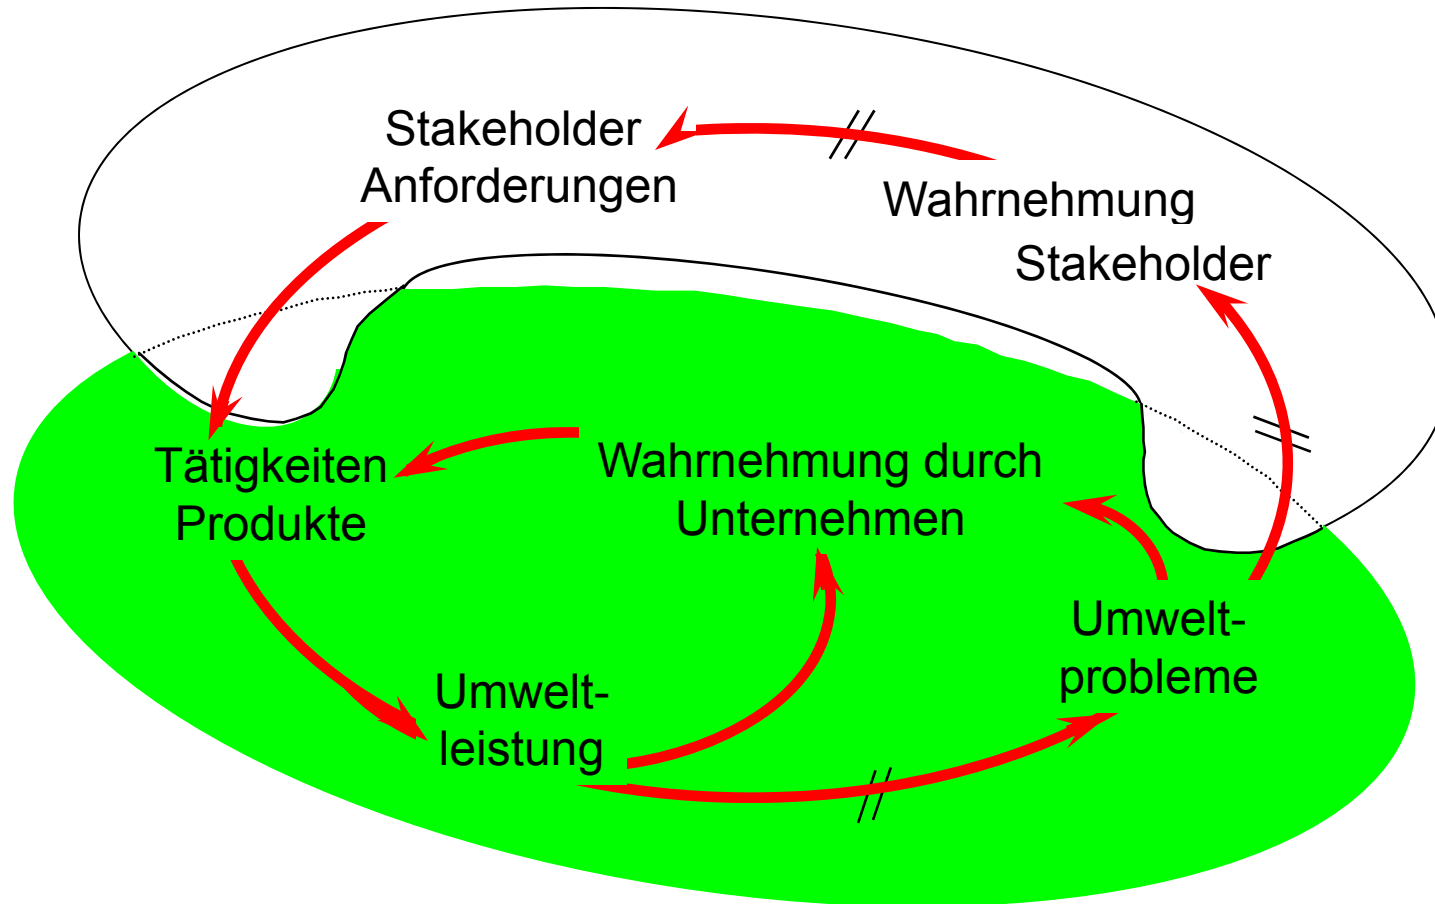 Stakeholder
Anforderungen
Wahrnehmung
Stakeholder
Tätigkeiten
Produkte
Wahrnehmung durch
Unternehmen
Umwelt-
probleme
Umwelt-
leistung